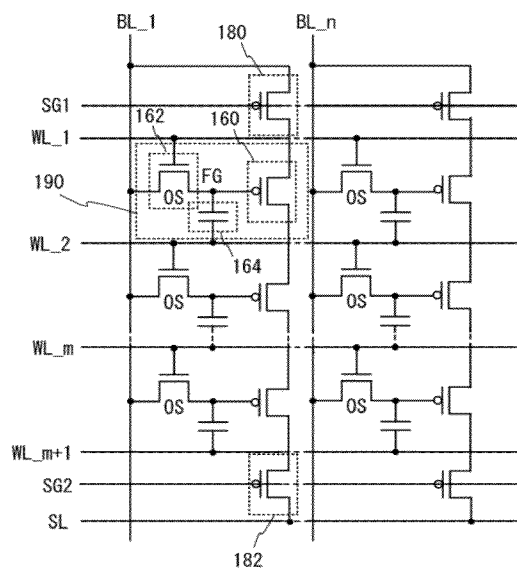 BL_1 180 BL_n
SG1
162 160
WL_1
190 FG
OS OS
164
WL_2
OS OS
WL_m
OS OS
WL_m+1
SG2
SL
182